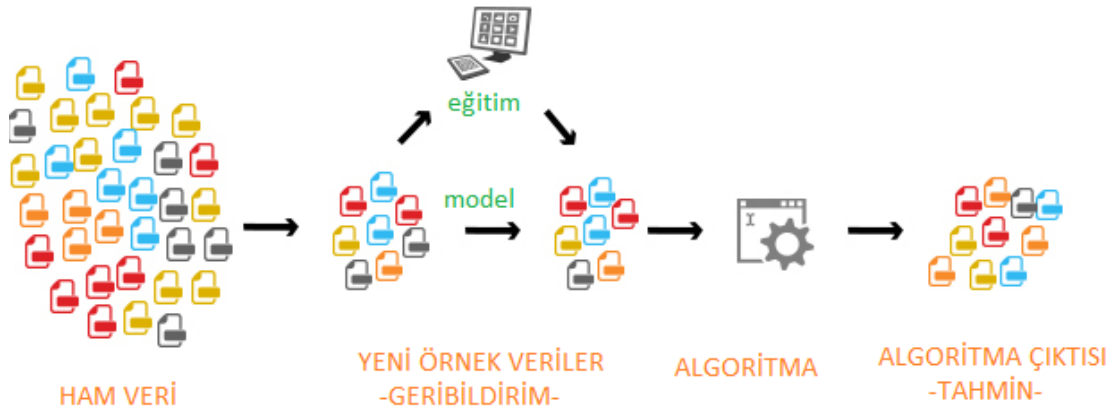 eğitim
model
HAM VERİ
YENİ ÖRNEK VERİLER
-GERİBİLDİRİM-
ALGORİTMA
ALGORİTMA ÇIKTISI
-TAHMİN-